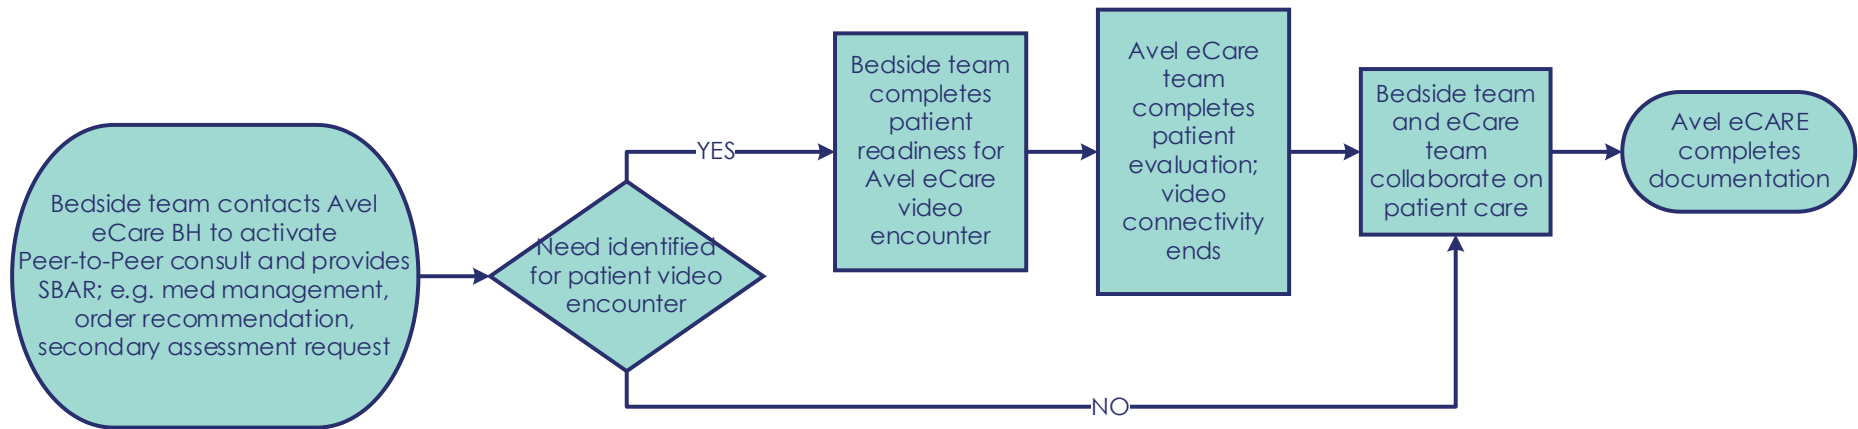 Bedside team contacts Avel
eCare BH to activate
Peer-to-Peer consult and provides
SBAR; e.g. med management,
order recommendation,
secondary assessment request
Need identified
for patient video
encounter
YES
Bedside team
completes
patient
readiness for
Avel eCare
video
encounter
Avel eCare
team
completes
patient
evaluation;
video
connectivity
ends
Bedside team
and eCare
team
collaborate on
patient care
Avel eCARE
completes
documentation
NO